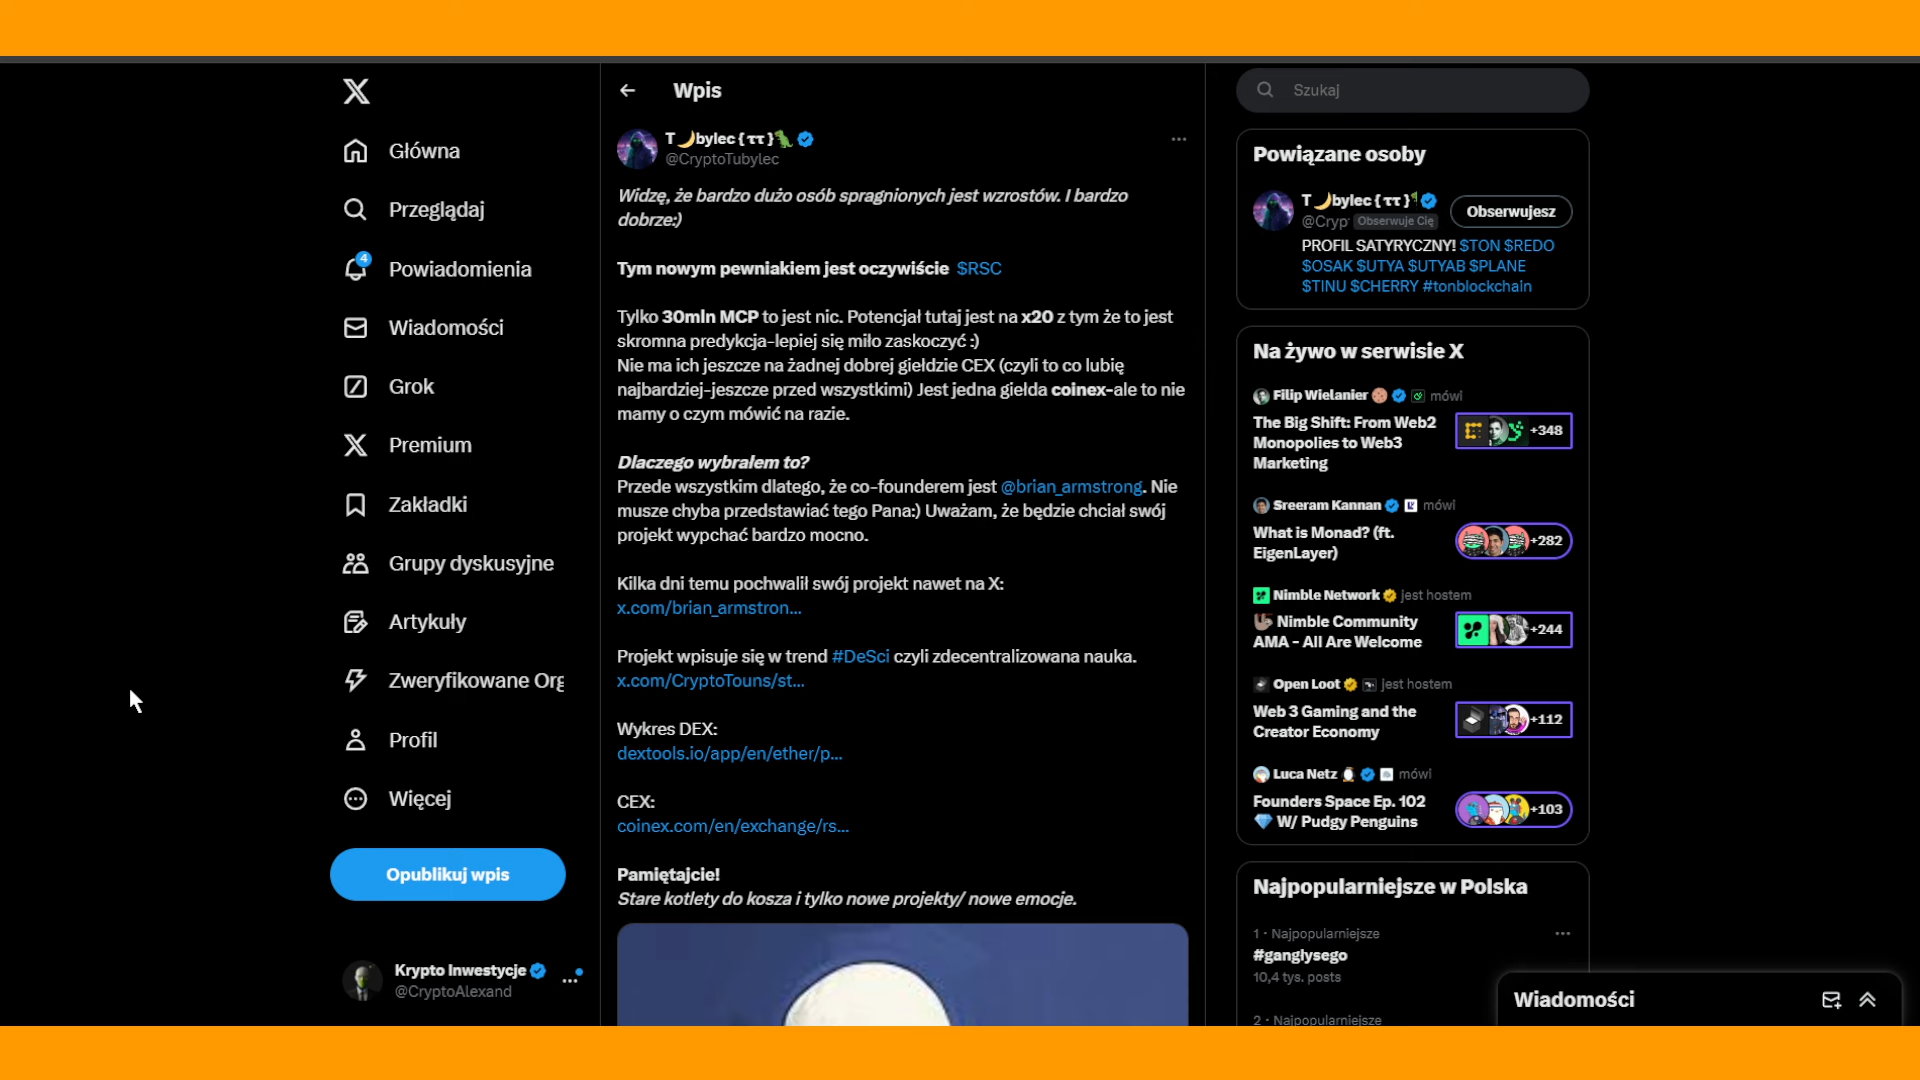 Główna
Przeglądaj
4
Powiadomienia
Wiadomości
Grok
Premium
Zakładki
Grupy dyskusyjne
Artykuły
Zweryfikowane Org
Profil
Więcej
Opublikuj wpis
Krypto Inwestycje
@CryptoAlexand
Wpis
T🌙bylec{ττ}🦖
@CryptoTubylec
Widzę, że bardzo dużo osób spragnionych jest wzrostów. I bardzo
dobrze:)
Tym nowym pewniakiem jest oczywiście $RSC
Tylko 30mln MCP to jest nic. Potencjał tutaj jest na x20 z tym że to jest
skromna predykcja-lepiej się miło zaskoczyć :)
Nie ma ich jeszcze na żadnej dobrej giełdzie CEX (czyli to co lubię
najbardziej-jeszcze przed wszystkimi) Jest jedna giełda coinex-ale to nie
mamy o czym mówić na razie.
Dlaczego wybrałem to?
Przede wszystkim dlatego, że co-founderem jest @brian_armstrong. Nie
musze chyba przedstawiać tego Pana:) Uważam, że będzie chciał swój
projekt wypchać bardzo mocno.
Kilka dni temu pochwalił swój projekt nawet na X:
x.com/brian_armstron...
Projekt wpisuje się w trend #DeSci czyli zdecentralizowana nauka.
x.com/CryptoTouns/st...
Wykres DEX:
dextools.io/app/en/ether/p...
CEX:
coinex.com/en/exchange/rs...
Pamiętajcie!
Stare kotlety do kosza i tylko nowe projekty/ nowe emocje.
Szukaj
Powiązane osoby
T🌙bylec{ττ}
@Cryp Obserwuje Cię
Obserwujesz
PROFIL SATYRYCZNY! $TON $REDO
$OSAK $UTYA $UTYAB $PLANE
$TINU $CHERRY #tonblockchain
Na żywo w serwisie X
Filip Wielanier mówi
The Big Shift: From Web2
Monopolies to Web3
Marketing
+348
Sreeram Kannan mówi
What is Monad? (ft.
EigenLayer)
+282
Nimble Network jest hostem
🦥 Nimble Community
AMA - All Are Welcome
+244
Open Loot jest hostem
Web 3 Gaming and the
Creator Economy
+112
Luca Netz mówi
Founders Space Ep. 102
💎 W/ Pudgy Penguins
+103
Najpopularniejsze w Polska
1 · Najpopularniejsze
#ganglysego
10,4 tys. posts
2 · Najpopularniejsze
Wiadomości